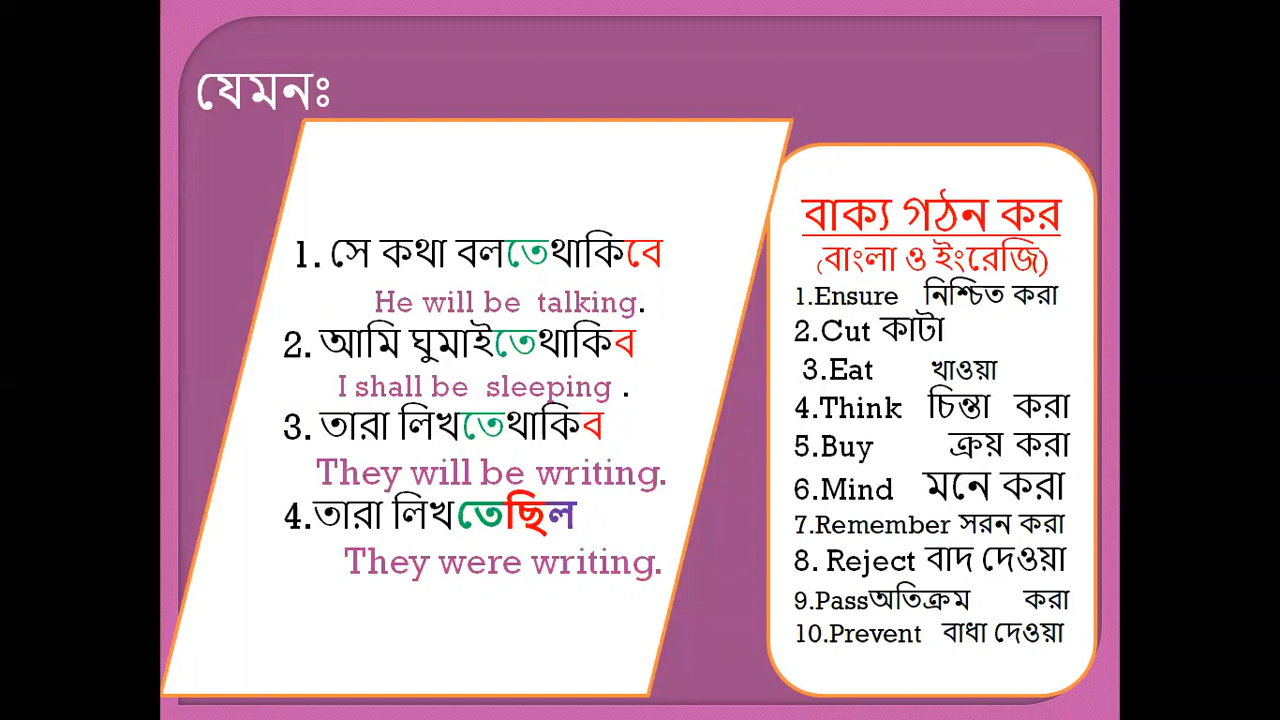 যেমনঃ
1. সে কথা বলতেথাকিবে
He will be talking.
2. আমি ঘুমাইতেথাকিব
I shall be sleeping .
3. তারা লিখতেথাকিব
They will be writing.
4.তারা লিখতেছিল
They were writing.
বাক্য গঠন কর
(বাংলা ও ইংরেজি)
1.Ensure নিশ্চিত করা
2.Cut কাটা
3.Eat খাওয়া
4.Think চিন্তা করা
5.Buy ক্রয় করা
6.Mind মনে করা
7.Remember সরন করা
8. Reject বাদ দেওয়া
9.Passঅতিক্রম করা
10.Prevent বাধা দেওয়া